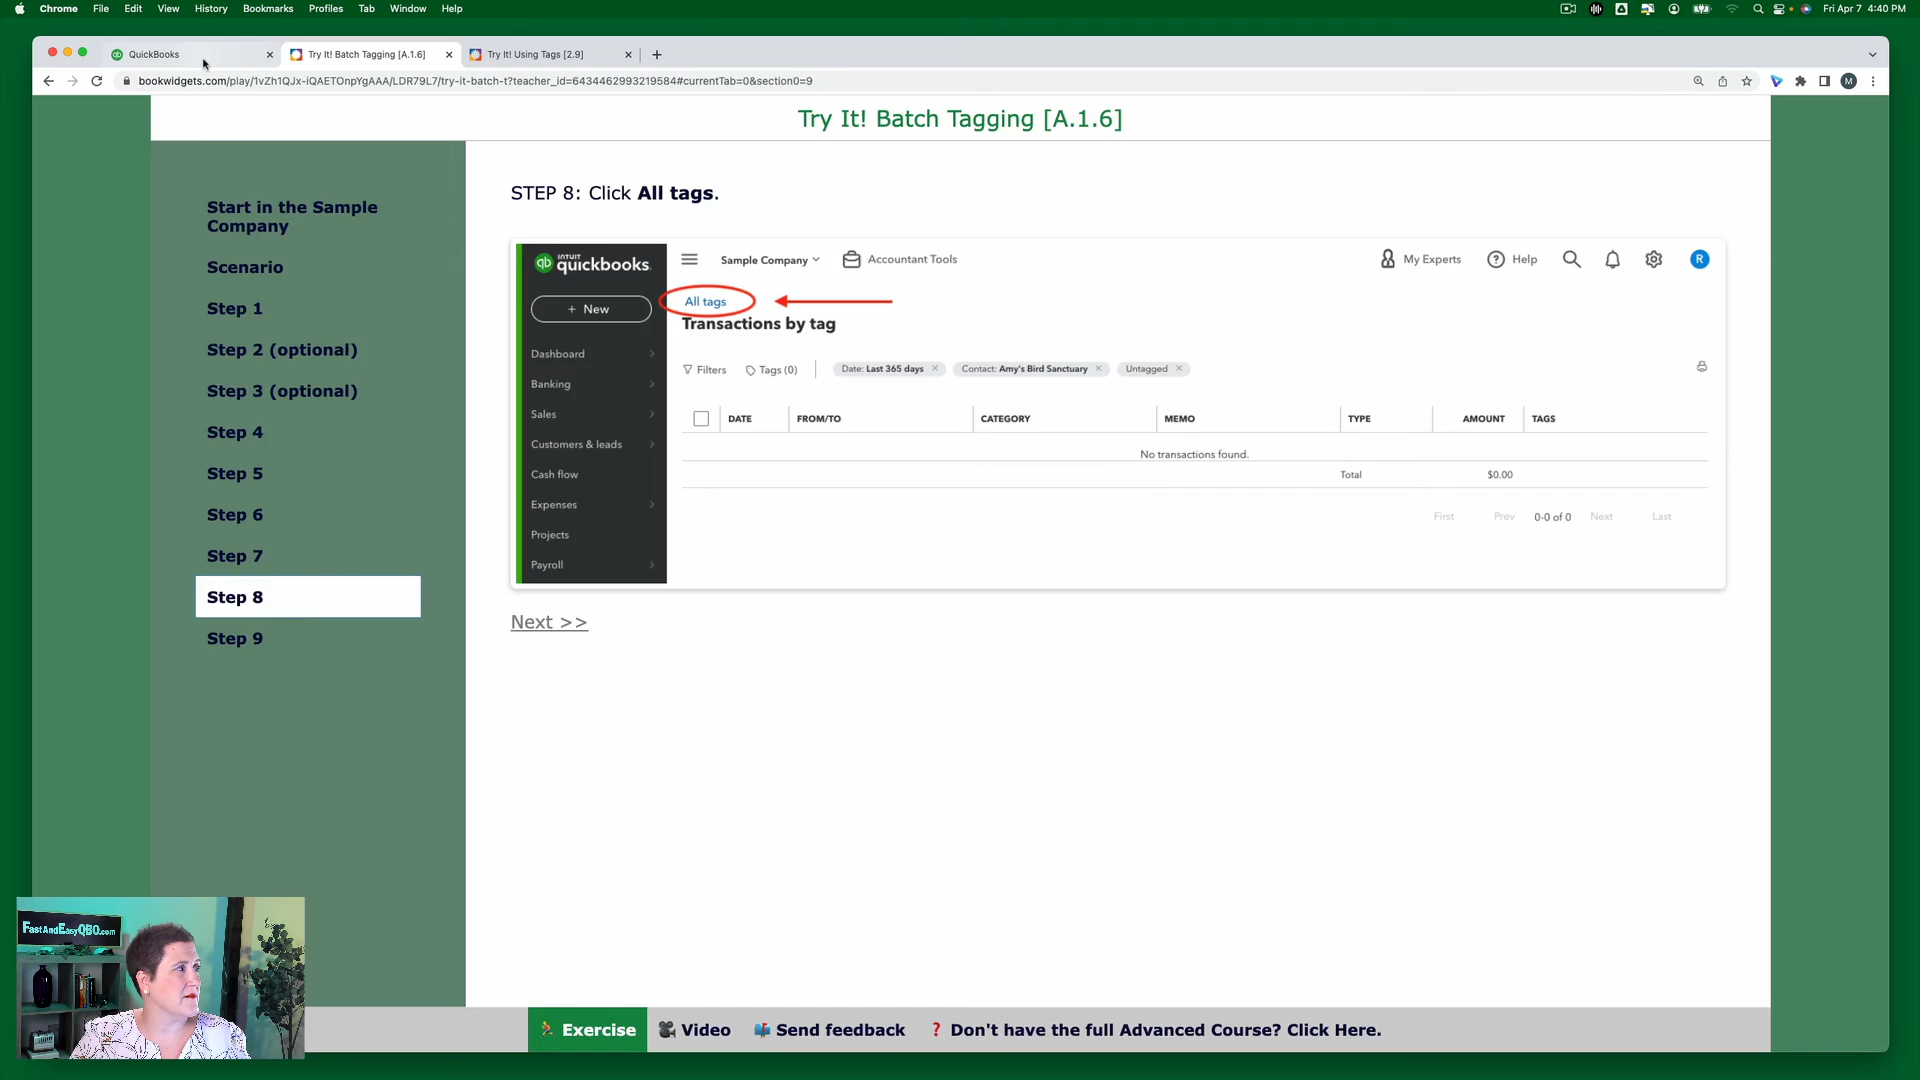 Chrome File Edit View History Bookmarks Profiles Tab Window Help
Fri Apr 7 4:40 PM
QuickBooks
Try It! Batch Tagging [A.1.6]
Try It! Using Tags [2.9]
bookwidgets.com/play/1vZh1QJx-iQAETOnpYgAAA/LDR79L7/try-it-batch-t?teacher_id=6434462993219584#currentTab=0&section0=9
M
Try It! Batch Tagging [A.1.6]
Start in the Sample
Company
Scenario
Step 1
Step 2 (optional)
Step 3 (optional)
Step 4
Step 5
Step 6
Step 7
Step 8
Step 9
STEP 8: Click All tags.
qb INTUIT quickbooks.
Sample Company
Accountant Tools
My Experts
Help
R
+ New
All tags
Transactions by tag
Dashboard
Banking
Sales
Customers & leads
Cash flow
Expenses
Projects
Payroll
Filters
Tags (0)
Date: Last 365 days
Contact: Amy's Bird Sanctuary
Untagged
DATE FROM/TO CATEGORY MEMO TYPE AMOUNT TAGS
No transactions found.
Total $0.00
First Prev 0-0 of 0 Next Last
Next >>
FastAndEasyQBO.com
Exercise
Video
Send feedback
Don't have the full Advanced Course? Click Here.